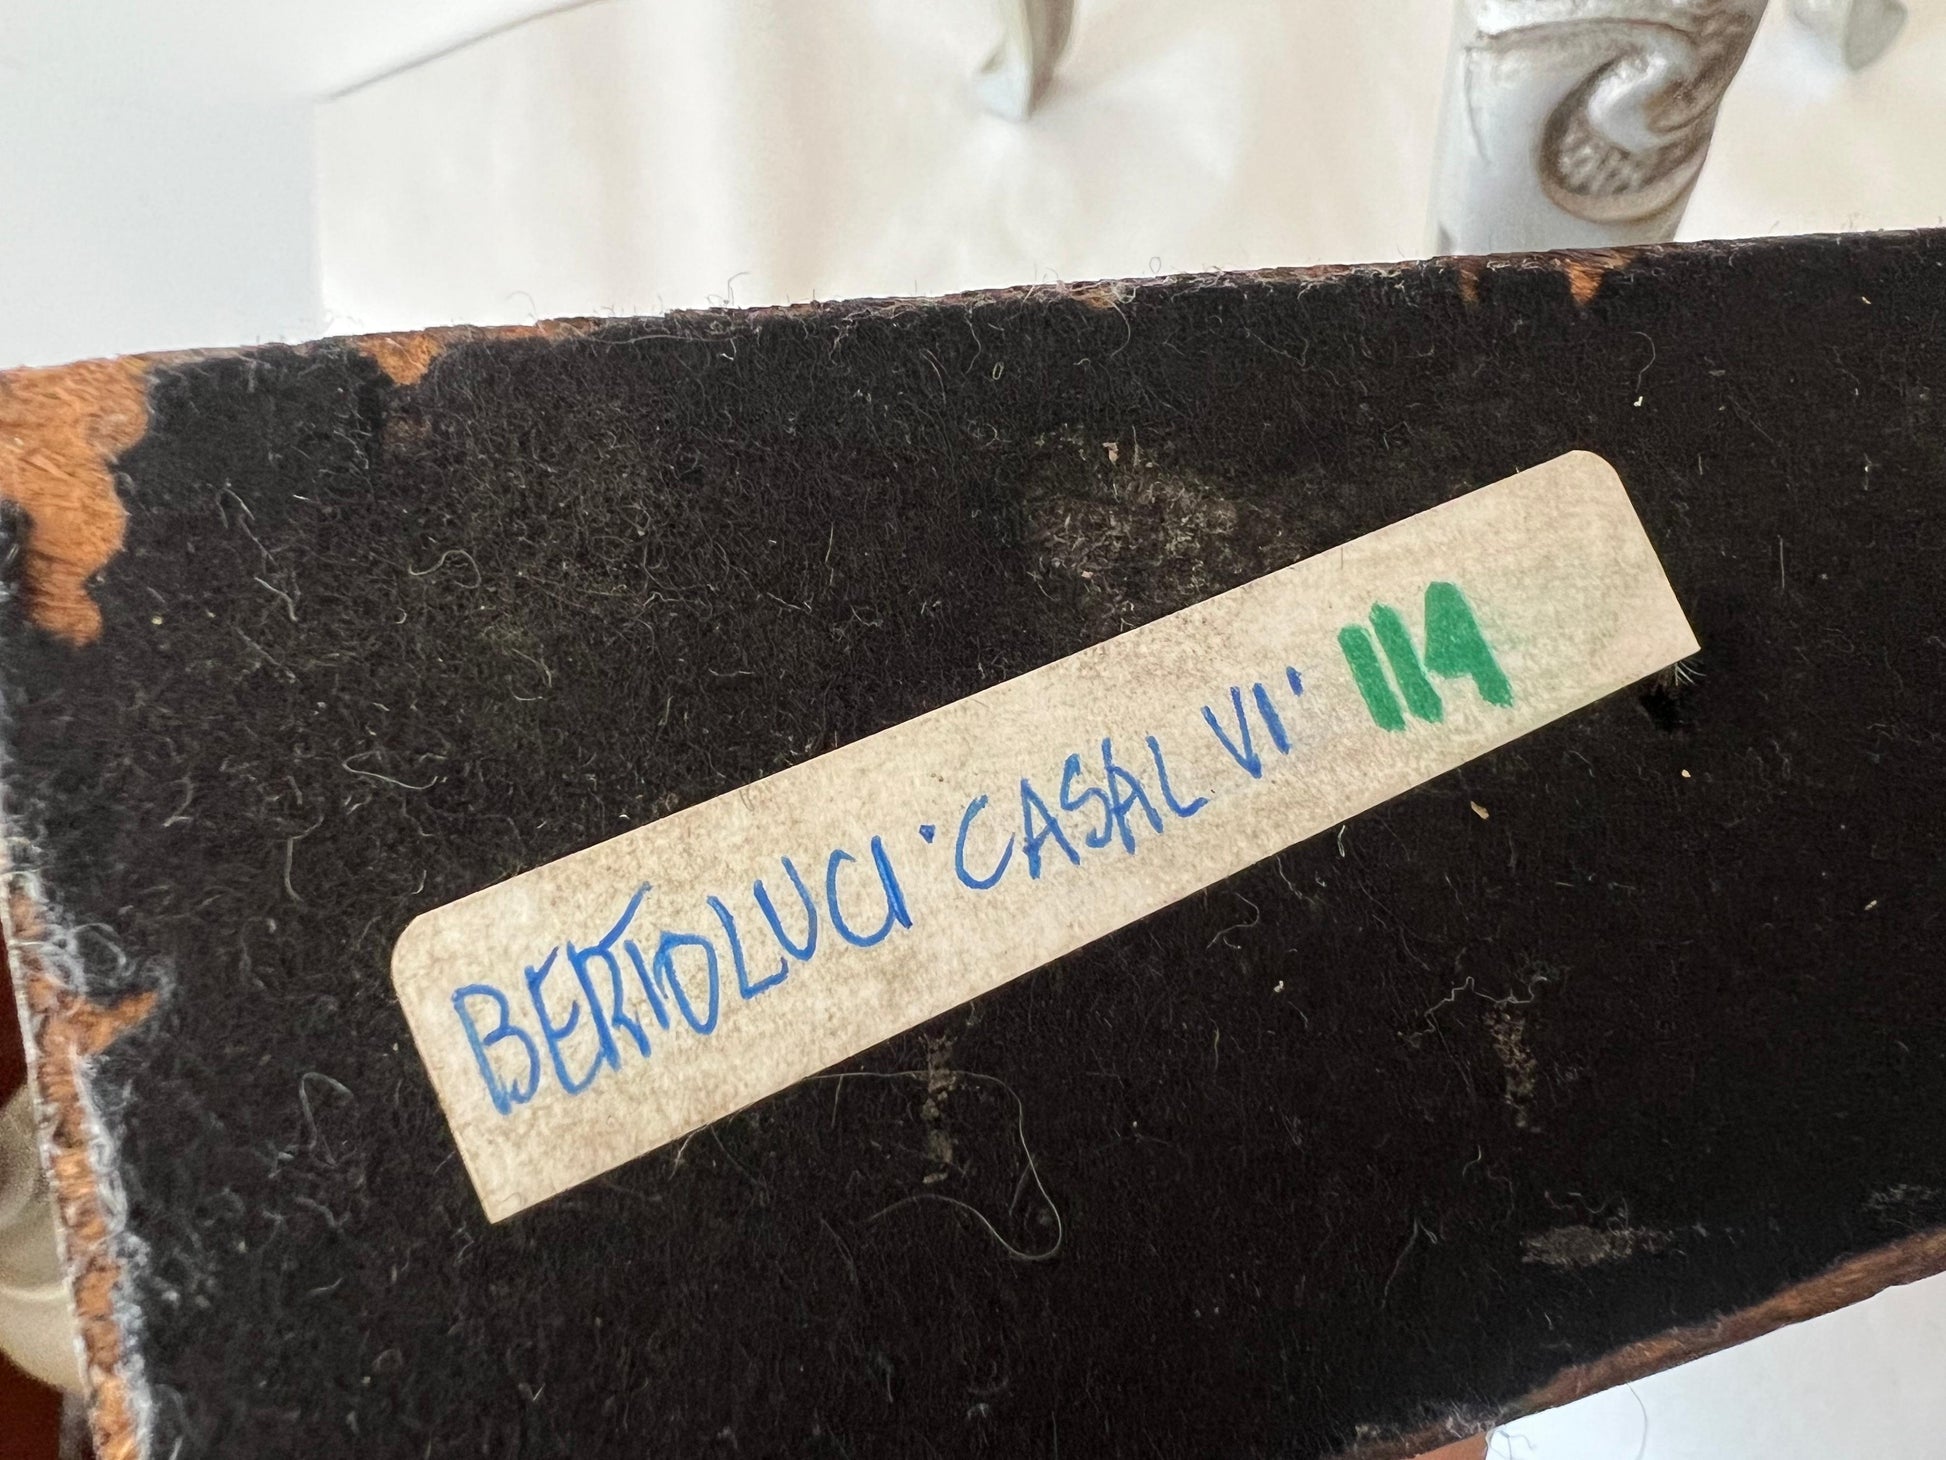 BERTOLUCI · CASAL VI · 114